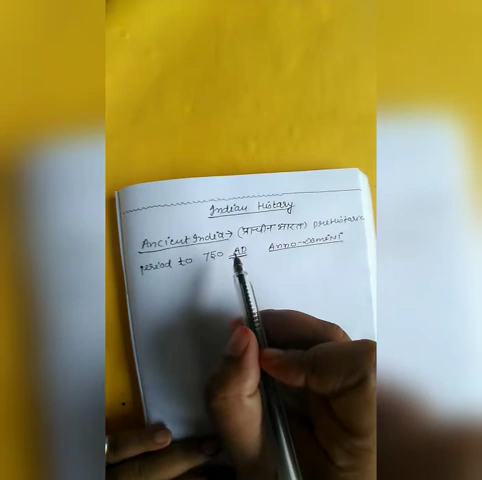 Indian History
Ancient India → (प्राचीन भारत) prehistoric
period to 750 AD Anno-Domini